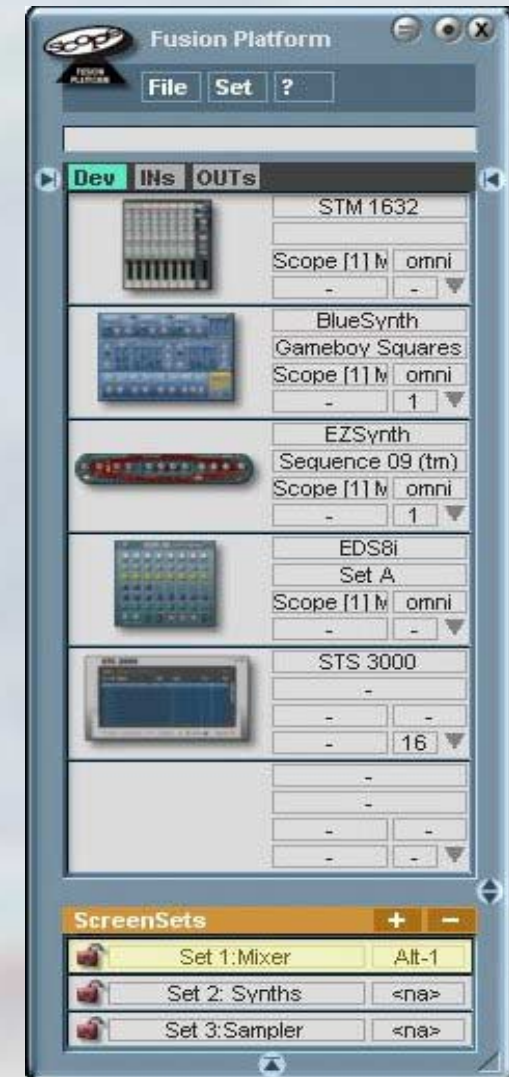 scope
FUSION PLATFORM
Fusion Platform
X
File Set ?
Dev INs OUTs
STM 1632
Scope [1] M omni
- -
BlueSynth
Gameboy Squares
Scope [1] M omni
- 1
EZSynth
Sequence 09 (tm)
Scope [1] M omni
- 1
EDS8i
Set A
Scope [1] M omni
- -
STS 3000
-
- -
- 16
-
-
- -
- -
ScreenSets + -
Set 1:Mixer Alt-1
Set 2: Synths <na>
Set 3:Sampler <na>